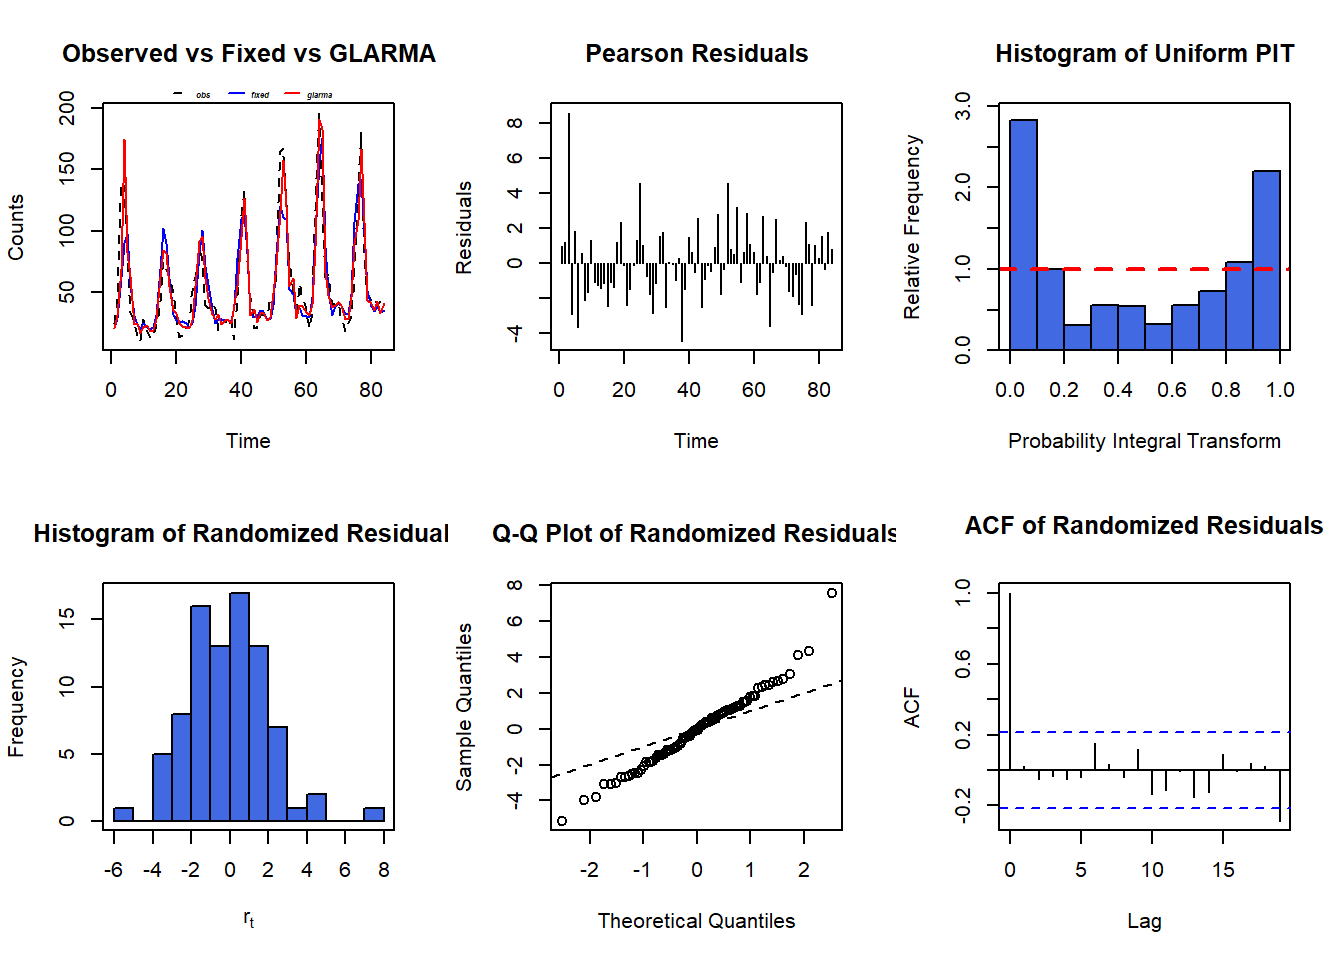 Observed vs Fixed vs GLARMA
obs fixed glarma
Counts
50 100 150 200
0 20 40 60 80
Time
Pearson Residuals
Residuals
-4 0 2 4 6 8
0 20 40 60 80
Time
Histogram of Uniform PIT
Relative Frequency
0.0 1.0 2.0 3.0
0.0 0.2 0.4 0.6 0.8 1.0
Probability Integral Transform
Histogram of Randomized Residual
Frequency
0 5 10 15
-6 -4 -2 0 2 4 6 8
rt
Q-Q Plot of Randomized Residuals
Sample Quantiles
-4 -2 0 2 4 6 8
-2 -1 0 1 2
Theoretical Quantiles
ACF of Randomized Residuals
ACF
-0.2 0.2 0.6 1.0
0 5 10 15
Lag